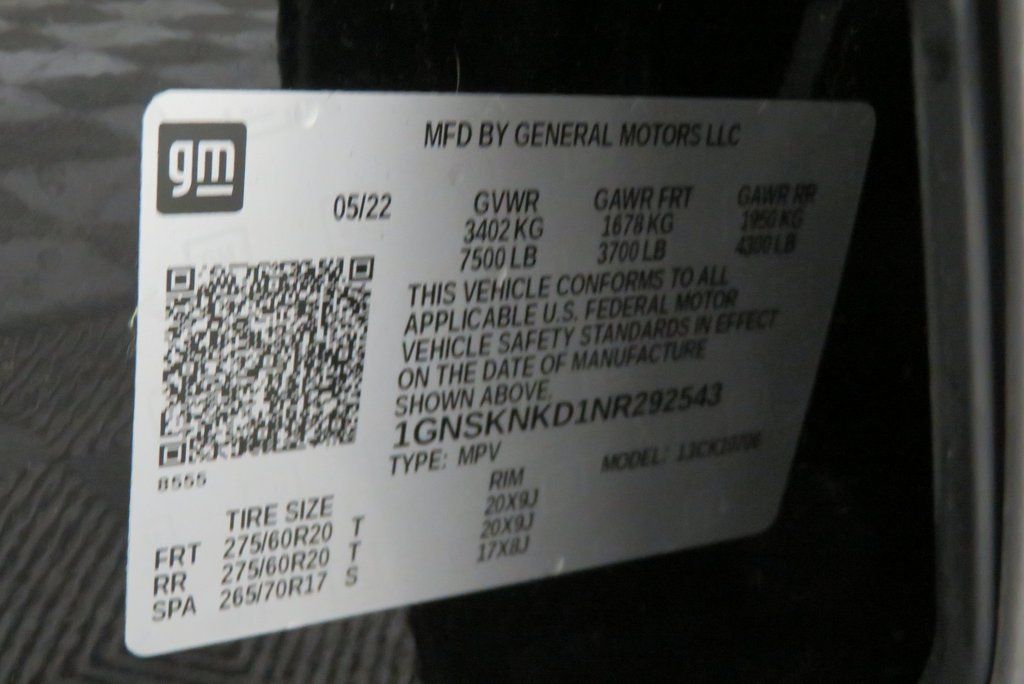 gm
MFD BY GENERAL MOTORS LLC
05/22 GVWR GAWR FRT GAWR RR
3402 KG 1678 KG 1950 KG
7500 LB 3700 LB 4300 LB
THIS VEHICLE CONFORMS TO ALL
APPLICABLE U.S. FEDERAL MOTOR
VEHICLE SAFETY STANDARDS IN EFFECT
ON THE DATE OF MANUFACTURE
SHOWN ABOVE.
1GNSKNKD1NR292543
TYPE: MPV MODEL: 13CK10706
8555
TIRE SIZE RIM
FRT 275/60R20 T 20X9J
RR 275/60R20 T 20X9J
SPA 265/70R17 S 17X8J